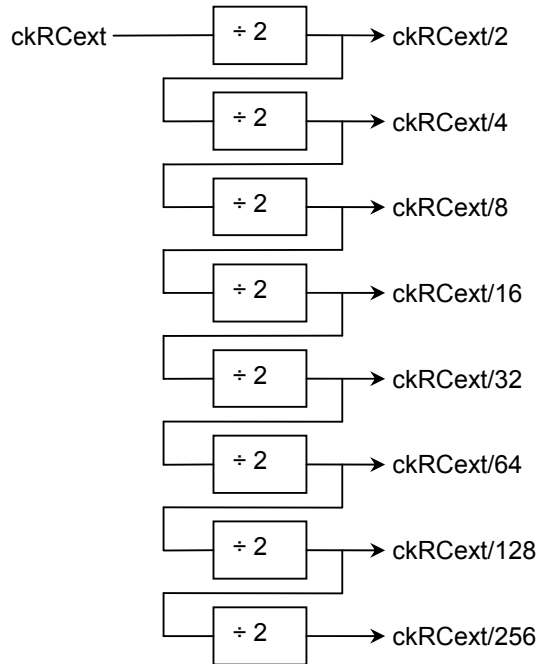 ckRCext ÷ 2 ckRCext/2
÷ 2 ckRCext/4
÷ 2 ckRCext/8
÷ 2 ckRCext/16
÷ 2 ckRCext/32
÷ 2 ckRCext/64
÷ 2 ckRCext/128
÷ 2 ckRCext/256